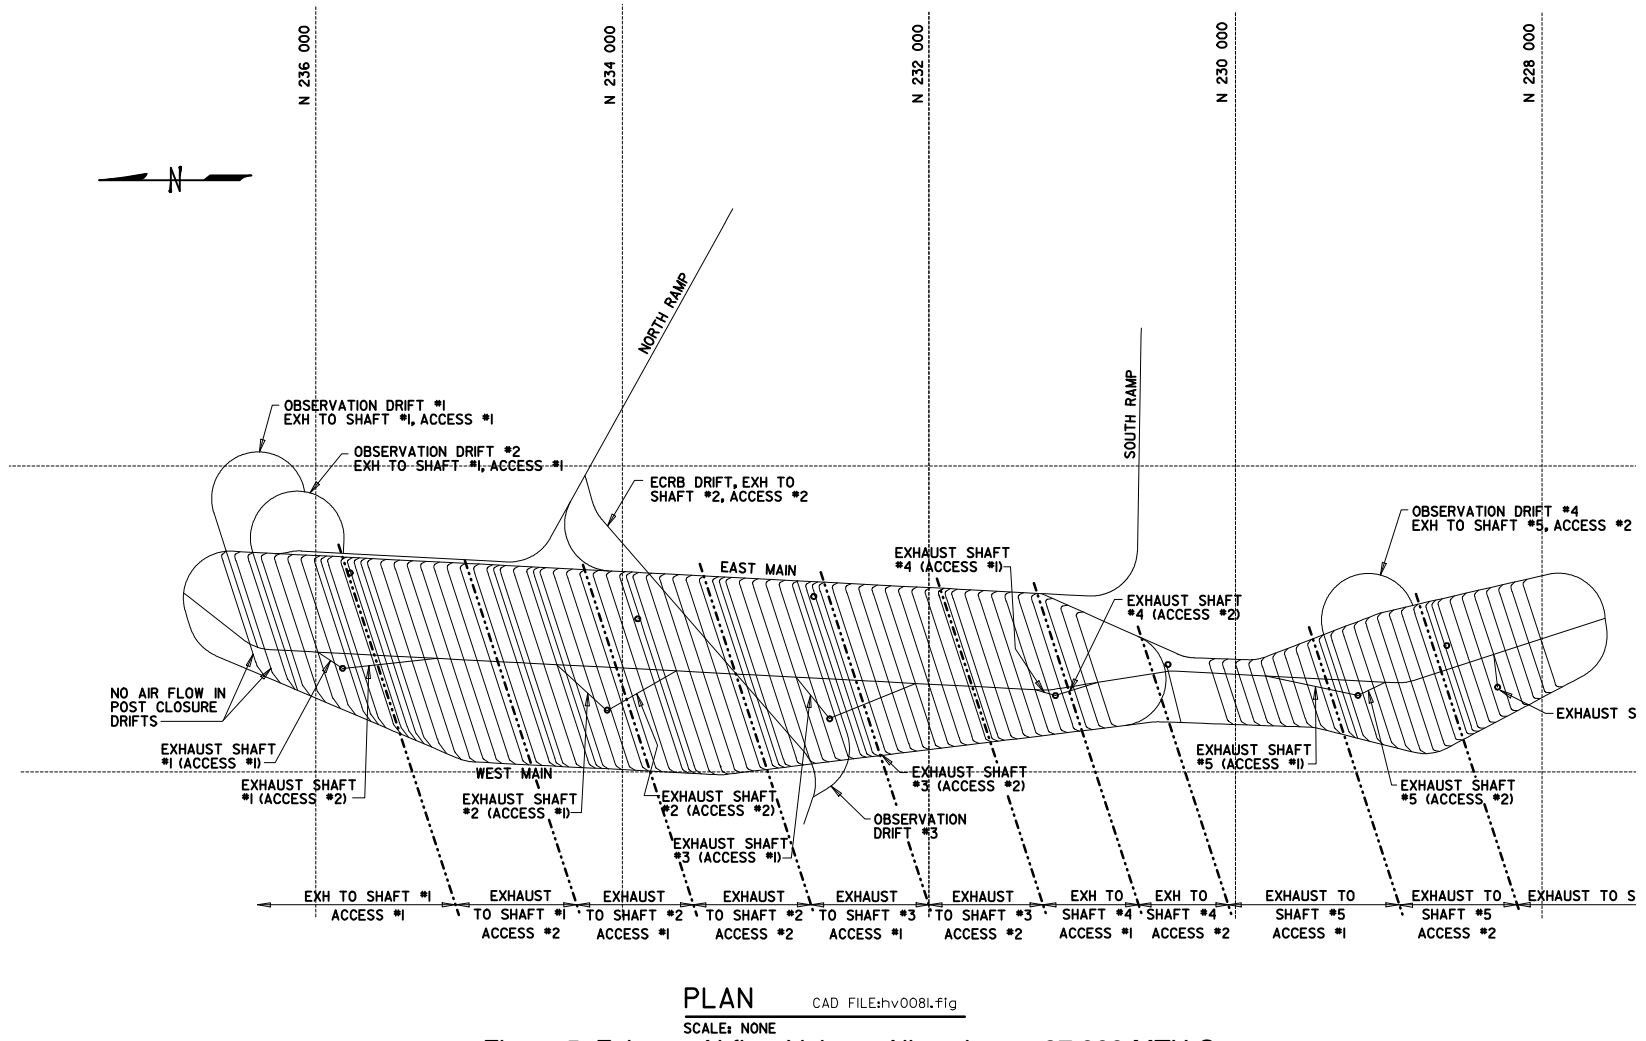 N 236 000
N 234 000
N 232 000
N 230 000
N 228 000
N
NORTH RAMP
SOUTH RAMP
OBSERVATION DRIFT #1
EXH TO SHAFT #1, ACCESS #1
OBSERVATION DRIFT #2
EXH TO SHAFT #1, ACCESS #1
ECRB DRIFT, EXH TO
SHAFT #2, ACCESS #2
OBSERVATION DRIFT #4
EXH TO SHAFT #5, ACCESS #2
EXHAUST SHAFT
#4 (ACCESS #1)
EAST MAIN
EXHAUST SHAFT
#4 (ACCESS #2)
NO AIR FLOW IN
POST CLOSURE
DRIFTS
EXHAUST S
EXHAUST SHAFT
#1 (ACCESS #1)
EXHAUST SHAFT
#1 (ACCESS #2)
WEST MAIN
EXHAUST SHAFT
#2 (ACCESS #1)
EXHAUST SHAFT
#2 (ACCESS #2)
EXHAUST SHAFT
#3 (ACCESS #1)
EXHAUST SHAFT
#3 (ACCESS #2)
OBSERVATION
DRIFT #3
EXHAUST SHAFT
#5 (ACCESS #1)
EXHAUST SHAFT
#5 (ACCESS #2)
EXH TO SHAFT #1
ACCESS #1
EXHAUST
TO SHAFT #1
ACCESS #2
EXHAUST
TO SHAFT #2
ACCESS #1
EXHAUST
TO SHAFT #2
ACCESS #2
EXHAUST
TO SHAFT #3
ACCESS #1
EXHAUST
TO SHAFT #3
ACCESS #2
EXH TO
SHAFT #4
ACCESS #1
EXH TO
SHAFT #4
ACCESS #2
EXHAUST TO
SHAFT #5
ACCESS #1
EXHAUST TO
SHAFT #5
ACCESS #2
EXHAUST TO S
PLAN
CAD FILE:hv0081.fig
SCALE: NONE